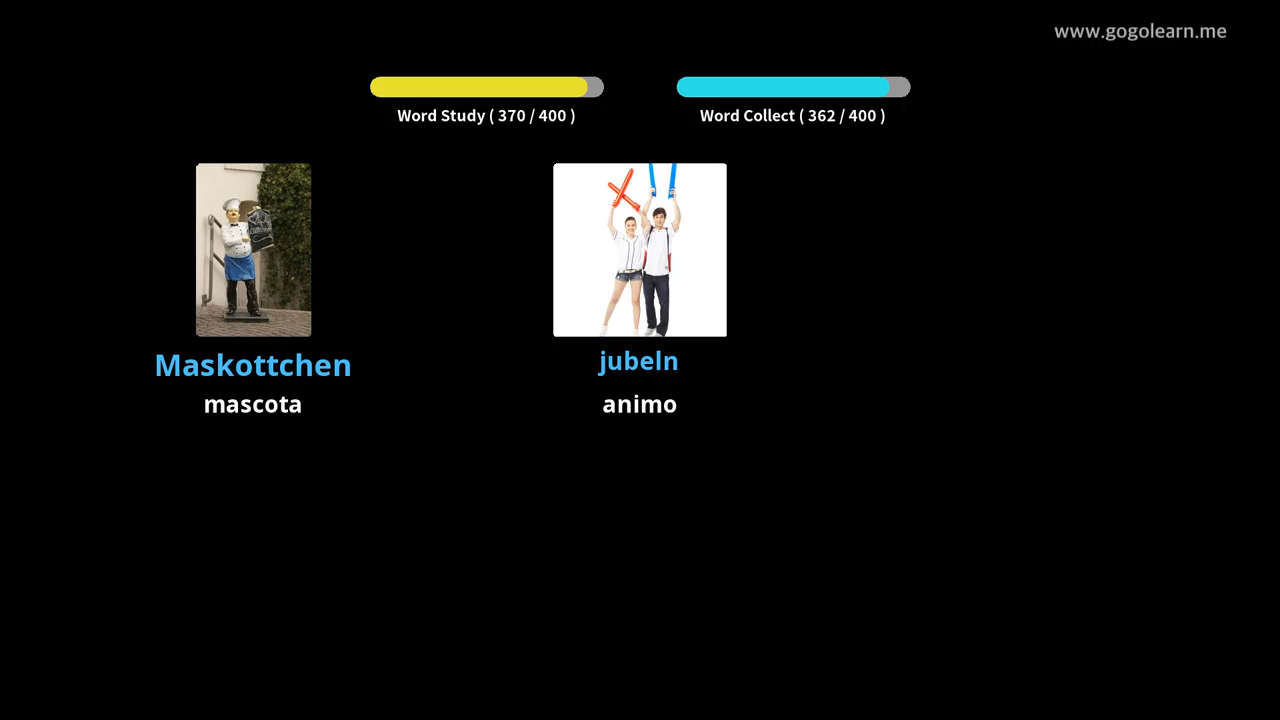 www.gogolearn.me
Word Study ( 370 / 400 )
Word Collect ( 362 / 400 )
Maskottchen
jubeln
mascota
animo